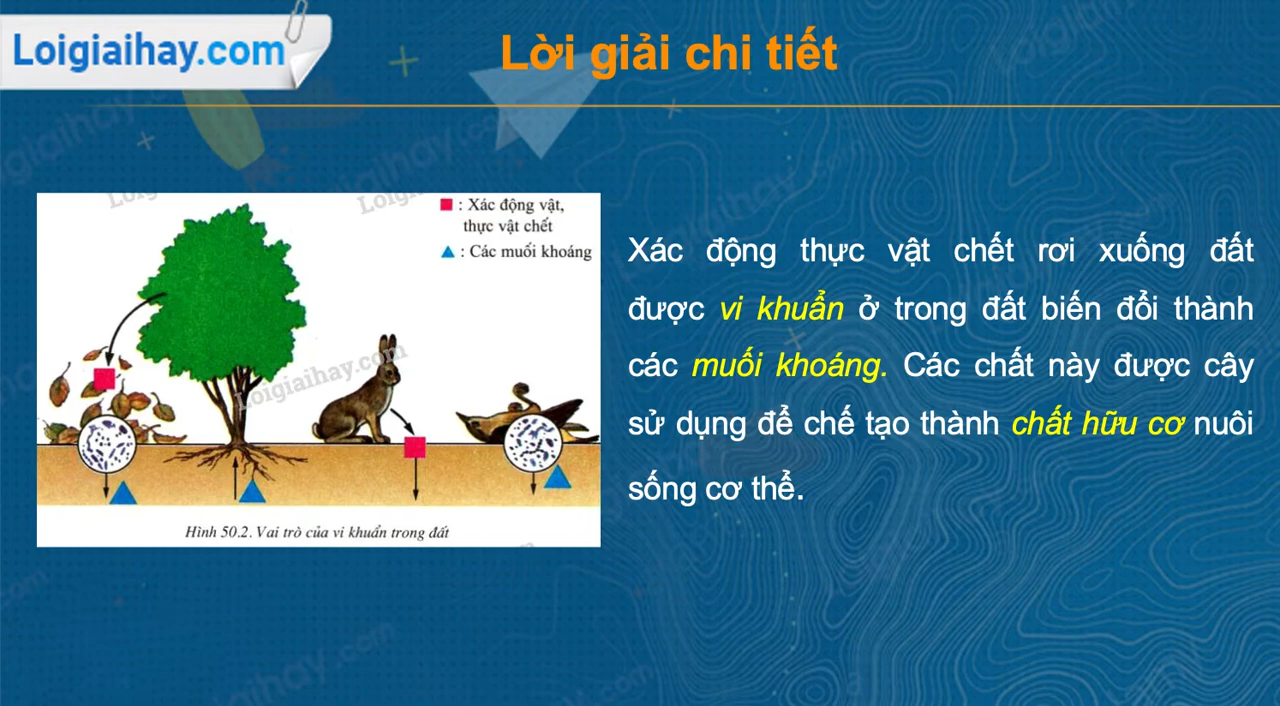 Loigiaihay.com
Lời giải chi tiết
: Xác động vật,
thực vật chết
: Các muối khoáng
Loigiaihay.com
Hình 50.2. Vai trò của vi khuẩn trong đất
Xác động thực vật chết rơi xuống đất
được vi khuẩn ở trong đất biến đổi thành
các muối khoáng. Các chất này được cây
sử dụng để chế tạo thành chất hữu cơ nuôi
sống cơ thể.